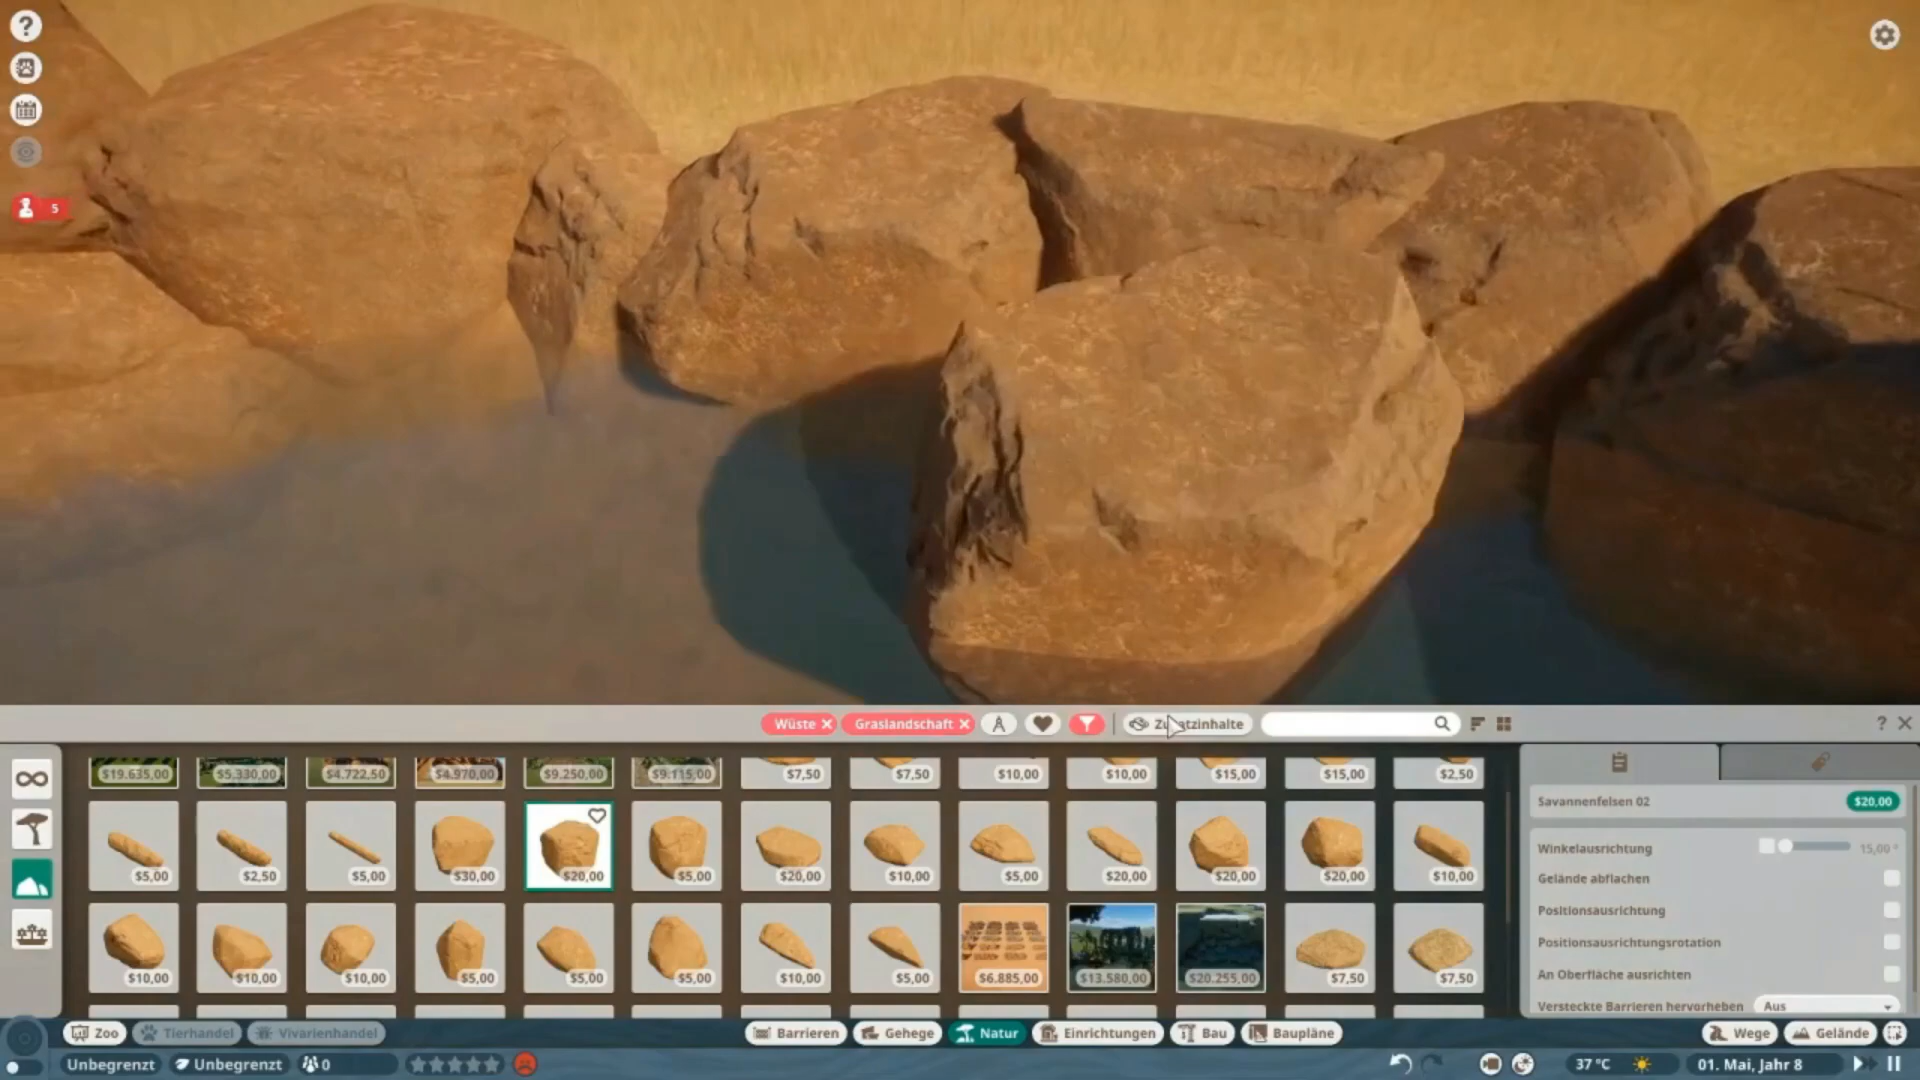 5
Wüste × Graslandschaft × Zusatzinhalte
? ×
$19.635,00 $5.330,00 $4.722,50 $4.970,00 $9.250,00 $9.115,00 $7,50 $7,50 $10,00 $10,00 $15,00 $15,00 $2,50
$5,00 $2,50 $5,00 $30,00 $20,00 $5,00 $20,00 $10,00 $5,00 $20,00 $20,00 $20,00 $10,00
$10,00 $10,00 $10,00 $5,00 $5,00 $5,00 $10,00 $5,00 $6.885,00 $13.580,00 $20.255,00 $7,50 $7,50
Savannenfelsen 02 $20,00
Winkelausrichtung 15,00 °
Gelände abflachen
Positionsausrichtung
Positionsausrichtungsrotation
An Oberfläche ausrichten
Versteckte Barrieren hervorheben Aus
Zoo Tierhandel Vivarienhandel Barrieren Gehege Natur Einrichtungen Bau Baupläne Wege Gelände
Unbegrenzt Unbegrenzt 0 37 °C 01. Mai, Jahr 8